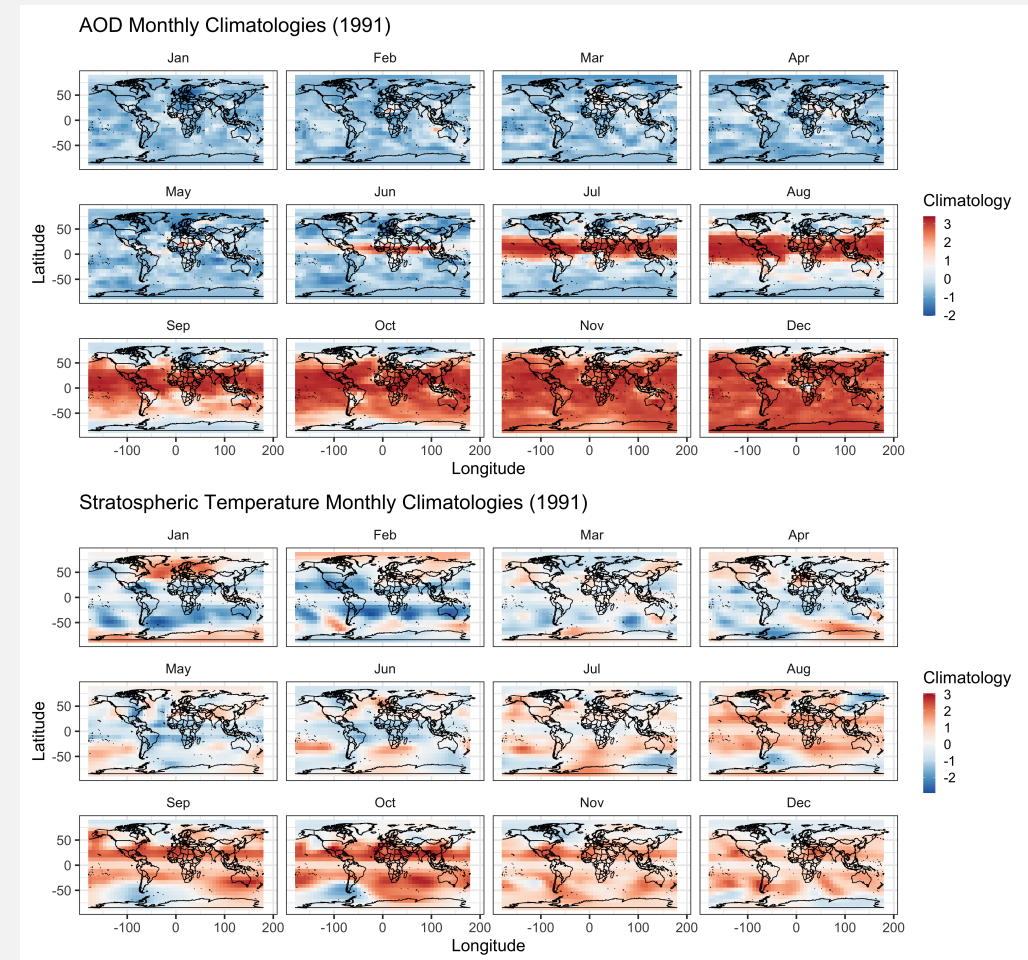 AOD Monthly Climatologies (1991)
Jan Feb Mar Apr
50
0
-50
May Jun Jul Aug
50
0
-50
Sep Oct Nov Dec
50
0
-50
-100 0 100 200 -100 0 100 200 -100 0 100 200 -100 0 100 200
Longitude
Latitude
Climatology
3
2
1
0
-1
-2
Stratospheric Temperature Monthly Climatologies (1991)
Jan Feb Mar Apr
50
0
-50
May Jun Jul Aug
50
0
-50
Sep Oct Nov Dec
50
0
-50
-100 0 100 200 -100 0 100 200 -100 0 100 200 -100 0 100 200
Longitude
Latitude
Climatology
3
2
1
0
-1
-2